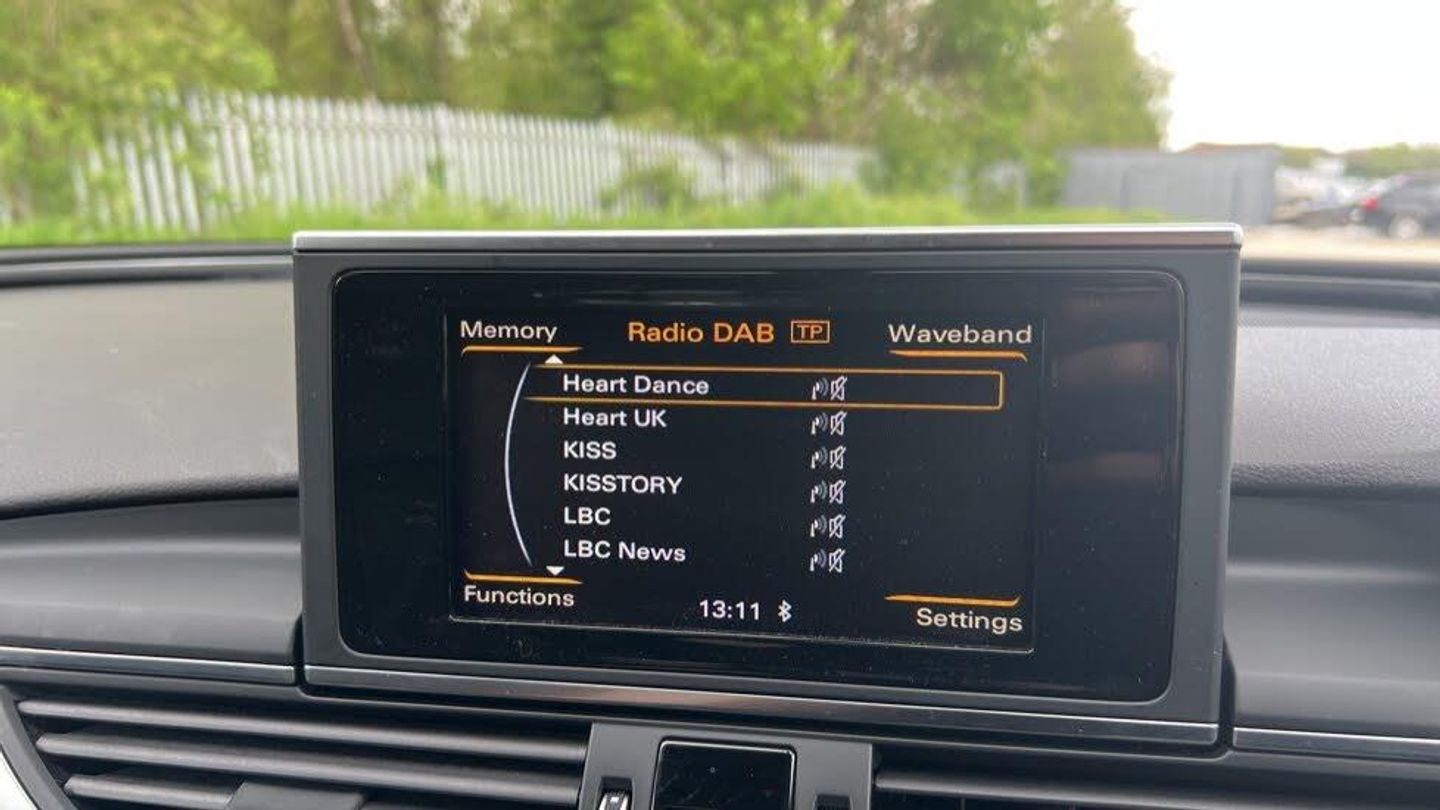 Memory Radio DAB TP Waveband
Heart Dance
Heart UK
KISS
KISSTORY
LBC
LBC News
Functions 13:11 Settings